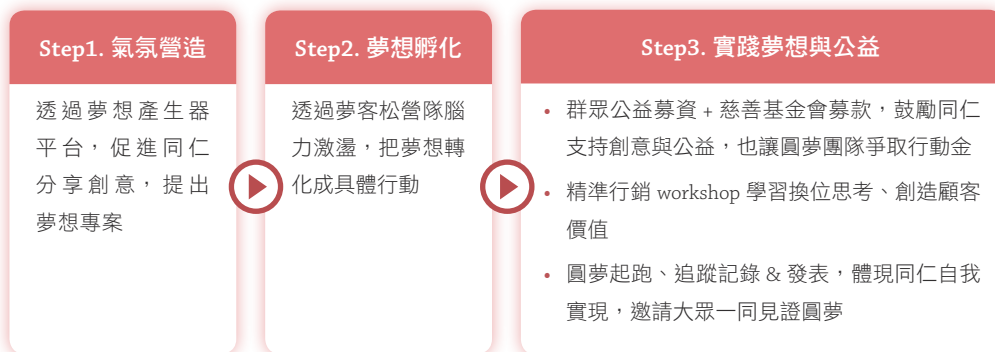 Step1. 氣氛營造
透過夢想產生器
平台，促進同仁
分享創意，提出
夢想專案
Step2. 夢想孵化
透過夢客松營隊腦
力激盪，把夢想轉
化成具體行動
Step3. 實踐夢想與公益
• 群眾公益募資 + 慈善基金會募款，鼓勵同仁
支持創意與公益，也讓圓夢團隊爭取行動金
• 精準行銷 workshop 學習換位思考、創造顧客
價值
• 圓夢起跑、追蹤記錄 & 發表，體現同仁自我
實現，邀請大眾一同見證圓夢